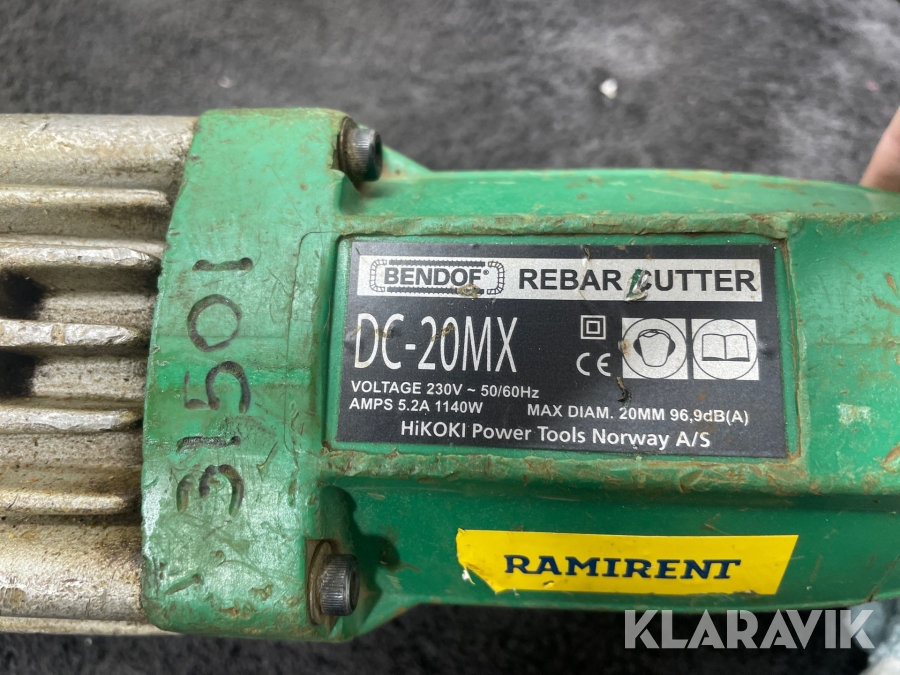 BENDOF® REBAR CUTTER
DC-20MX
CE
VOLTAGE 230V ~ 50/60Hz
AMPS 5.2A 1140W MAX DIAM. 20MM 96,9dB(A)
HiKOKI Power Tools Norway A/S
31501
RAMIRENT
KLARAVIK